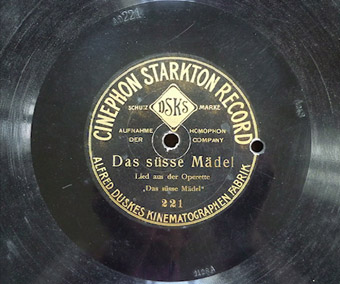 AD221
CINEPHON STARKTON RECORD
SCHUTZ DSKS MARKE
AUFNAHME HOMOPHON
DER COMPANY
Das süsse Mädel
Lied aus der Operette
„Das süsse Mädel“
221
ALFRED DUSKES KINEMATOGRAPHEN FABRIK